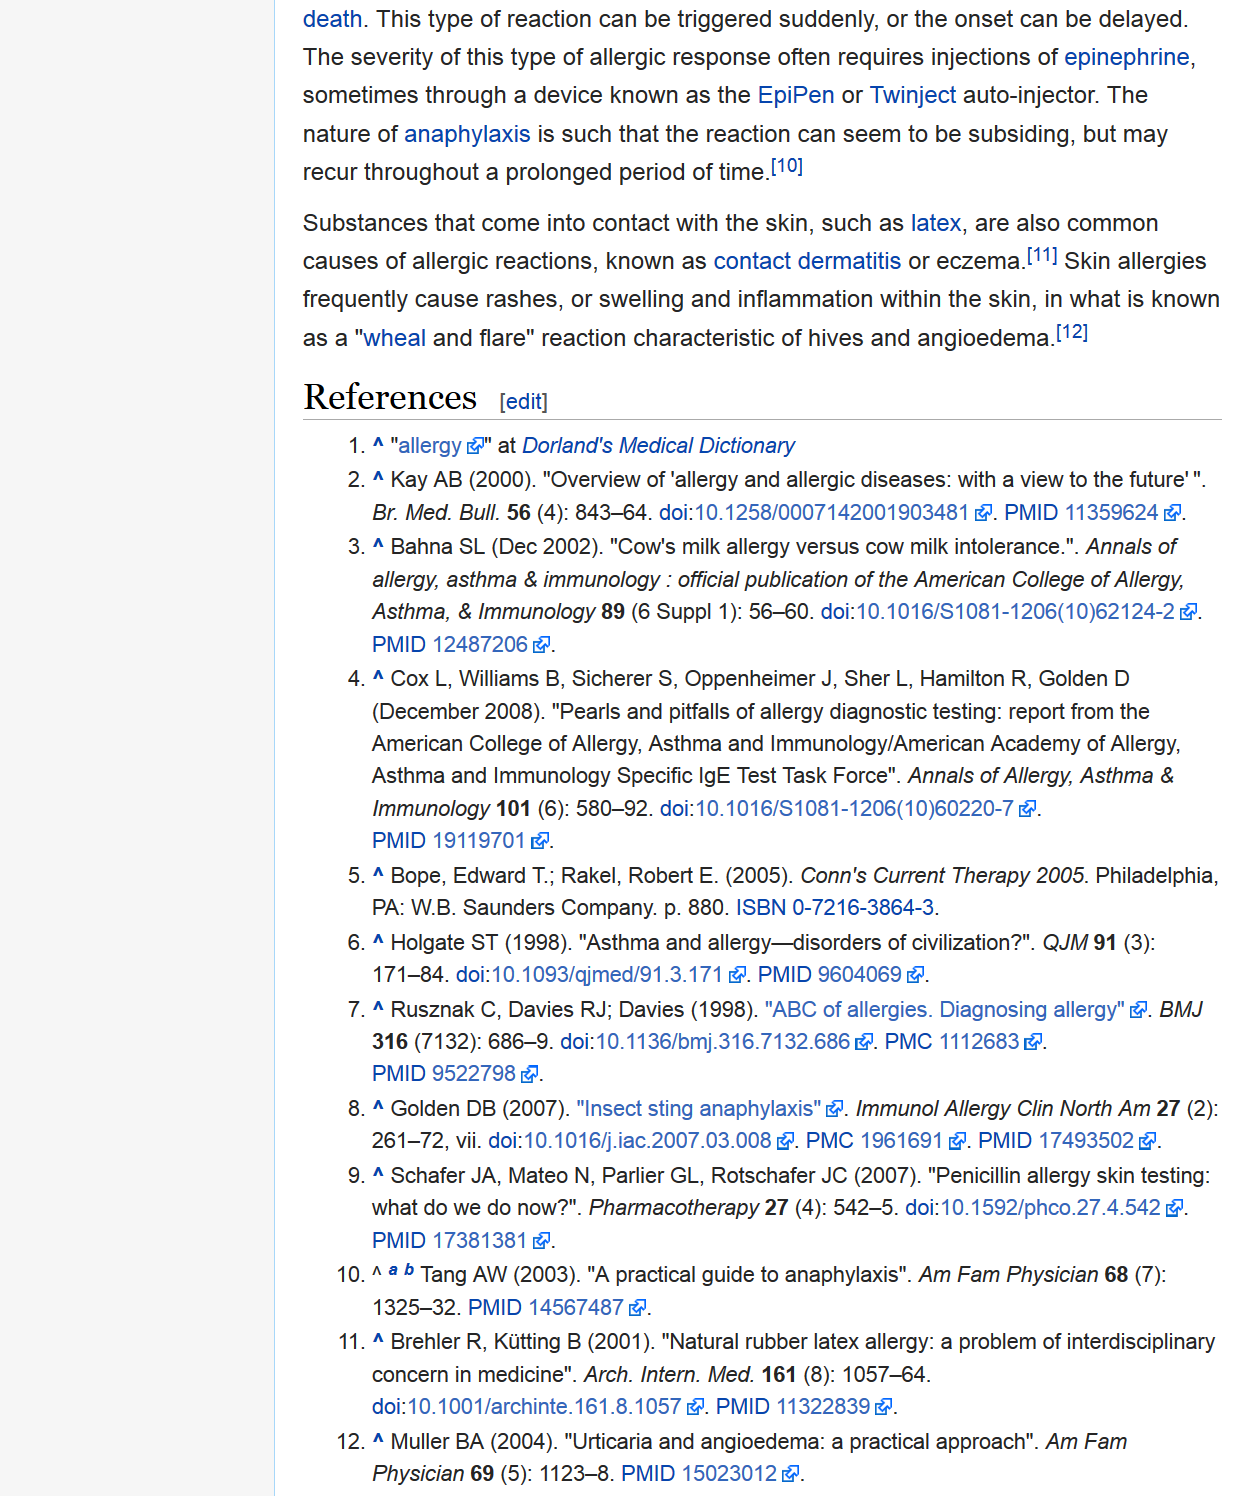 death. This type of reaction can be triggered suddenly, or the onset can be delayed.
The severity of this type of allergic response often requires injections of epinephrine,
sometimes through a device known as the EpiPen or Twinject auto-injector. The
nature of anaphylaxis is such that the reaction can seem to be subsiding, but may
recur throughout a prolonged period of time.[10]
Substances that come into contact with the skin, such as latex, are also common
causes of allergic reactions, known as contact dermatitis or eczema.[11] Skin allergies
frequently cause rashes, or swelling and inflammation within the skin, in what is known
as a "wheal and flare" reaction characteristic of hives and angioedema.[12]
References [edit]
1. ^ "allergy" at Dorland's Medical Dictionary
2. ^ Kay AB (2000). "Overview of 'allergy and allergic diseases: with a view to the future' ".
Br. Med. Bull. 56 (4): 843–64. doi:10.1258/0007142001903481. PMID 11359624.
3. ^ Bahna SL (Dec 2002). "Cow's milk allergy versus cow milk intolerance.". Annals of
allergy, asthma & immunology : official publication of the American College of Allergy,
Asthma, & Immunology 89 (6 Suppl 1): 56–60. doi:10.1016/S1081-1206(10)62124-2.
PMID 12487206.
4. ^ Cox L, Williams B, Sicherer S, Oppenheimer J, Sher L, Hamilton R, Golden D
(December 2008). "Pearls and pitfalls of allergy diagnostic testing: report from the
American College of Allergy, Asthma and Immunology/American Academy of Allergy,
Asthma and Immunology Specific IgE Test Task Force". Annals of Allergy, Asthma &
Immunology 101 (6): 580–92. doi:10.1016/S1081-1206(10)60220-7.
PMID 19119701.
5. ^ Bope, Edward T.; Rakel, Robert E. (2005). Conn's Current Therapy 2005. Philadelphia,
PA: W.B. Saunders Company. p. 880. ISBN 0-7216-3864-3.
6. ^ Holgate ST (1998). "Asthma and allergy—disorders of civilization?". QJM 91 (3):
171–84. doi:10.1093/qjmed/91.3.171. PMID 9604069.
7. ^ Rusznak C, Davies RJ; Davies (1998). "ABC of allergies. Diagnosing allergy". BMJ
316 (7132): 686–9. doi:10.1136/bmj.316.7132.686. PMC 1112683.
PMID 9522798.
8. ^ Golden DB (2007). "Insect sting anaphylaxis". Immunol Allergy Clin North Am 27 (2):
261–72, vii. doi:10.1016/j.iac.2007.03.008. PMC 1961691. PMID 17493502.
9. ^ Schafer JA, Mateo N, Parlier GL, Rotschafer JC (2007). "Penicillin allergy skin testing:
what do we do now?". Pharmacotherapy 27 (4): 542–5. doi:10.1592/phco.27.4.542.
PMID 17381381.
10. ^ a b Tang AW (2003). "A practical guide to anaphylaxis". Am Fam Physician 68 (7):
1325–32. PMID 14567487.
11. ^ Brehler R, Kütting B (2001). "Natural rubber latex allergy: a problem of interdisciplinary
concern in medicine". Arch. Intern. Med. 161 (8): 1057–64.
doi:10.1001/archinte.161.8.1057. PMID 11322839.
12. ^ Muller BA (2004). "Urticaria and angioedema: a practical approach". Am Fam
Physician 69 (5): 1123–8. PMID 15023012.